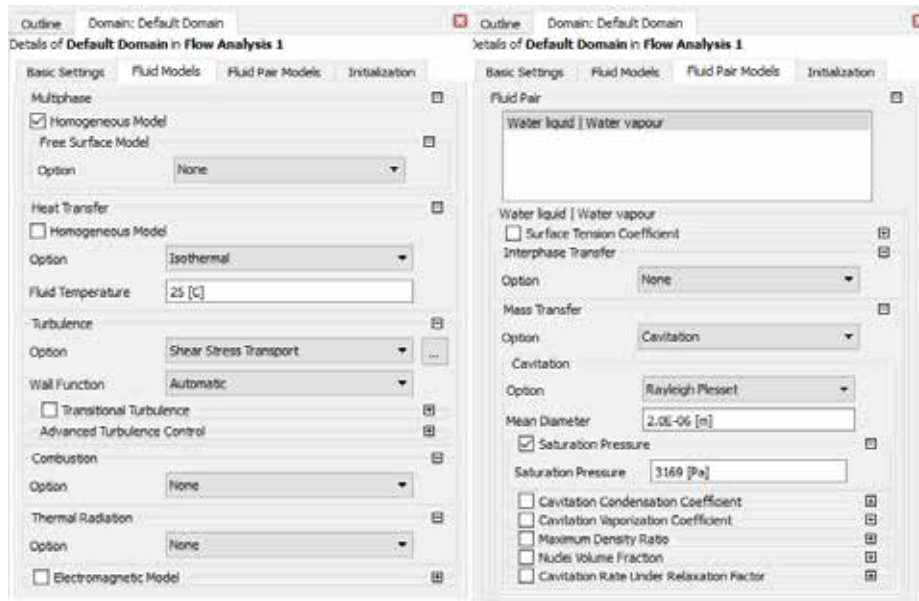 Outline Domain: Default Domain
Details of Default Domain in Flow Analysis 1
Basic Settings Fluid Models Fluid Pair Models Initialization
Multiphase
Homogeneous Model
Free Surface Model
Option None
Heat Transfer
Homogeneous Model
Option Isothermal
Fluid Temperature 25 [C]
Turbulence
Option Shear Stress Transport ...
Wall Function Automatic
Transitional Turbulence
Advanced Turbulence Control
Combustion
Option None
Thermal Radiation
Option None
Electromagnetic Model
Outline Domain: Default Domain
Details of Default Domain in Flow Analysis 1
Basic Settings Fluid Models Fluid Pair Models Initialization
Fluid Pair
Water liquid | Water vapour
Water liquid | Water vapour
Surface Tension Coefficient
Interphase Transfer
Option None
Mass Transfer
Option Cavitation
Cavitation
Option Rayleigh Plesset
Mean Diameter 2.0E-06 [m]
Saturation Pressure
Saturation Pressure 3169 [Pa]
Cavitation Condensation Coefficient
Cavitation Vaporization Coefficient
Maximum Density Ratio
Nuclei Volume Fraction
Cavitation Rate Under Relaxation Factor